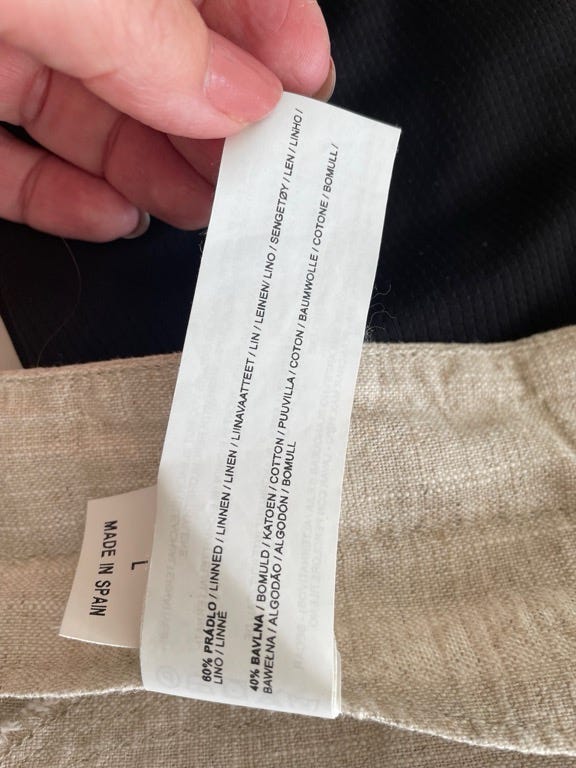 60% PRÁDLO / LINNED / LINNEN / LINEN / LIINAVAATTEET / LIN / LEINEN/ LINO / SENGETØY / LEN / LINHO /
LINO / LINNE
40% BAVLNA / BOMULD / KATOEN / COTTON / PUUVILLA / COTON / BAUMWOLLE / COTONE / BOMULL/
BAWEŁNA / ALGODÃO / ALGODÓN / BOMULL
L
MADE IN SPAIN